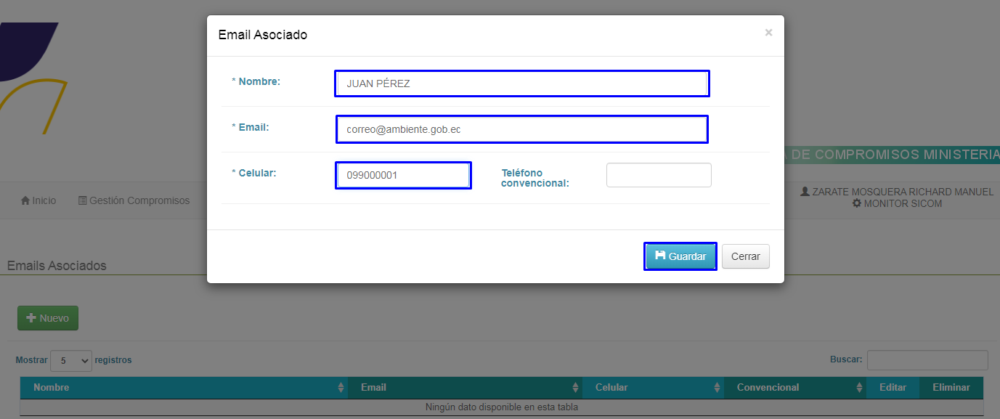 Email Asociado ×
* Nombre: JUAN PÉREZ
* Email: correo@ambiente.gob.ec
* Celular: 099000001 Teléfono convencional:
Guardar Cerrar
DE COMPROMISOS MINISTERIA
Inicio Gestión Compromisos
ZARATE MOSQUERA RICHARD MANUEL
MONITOR SICOM
Emails Asociados
Nuevo
Mostrar 5 registros Buscar:
Nombre Email Celular Convencional Editar Eliminar
Ningún dato disponible en esta tabla